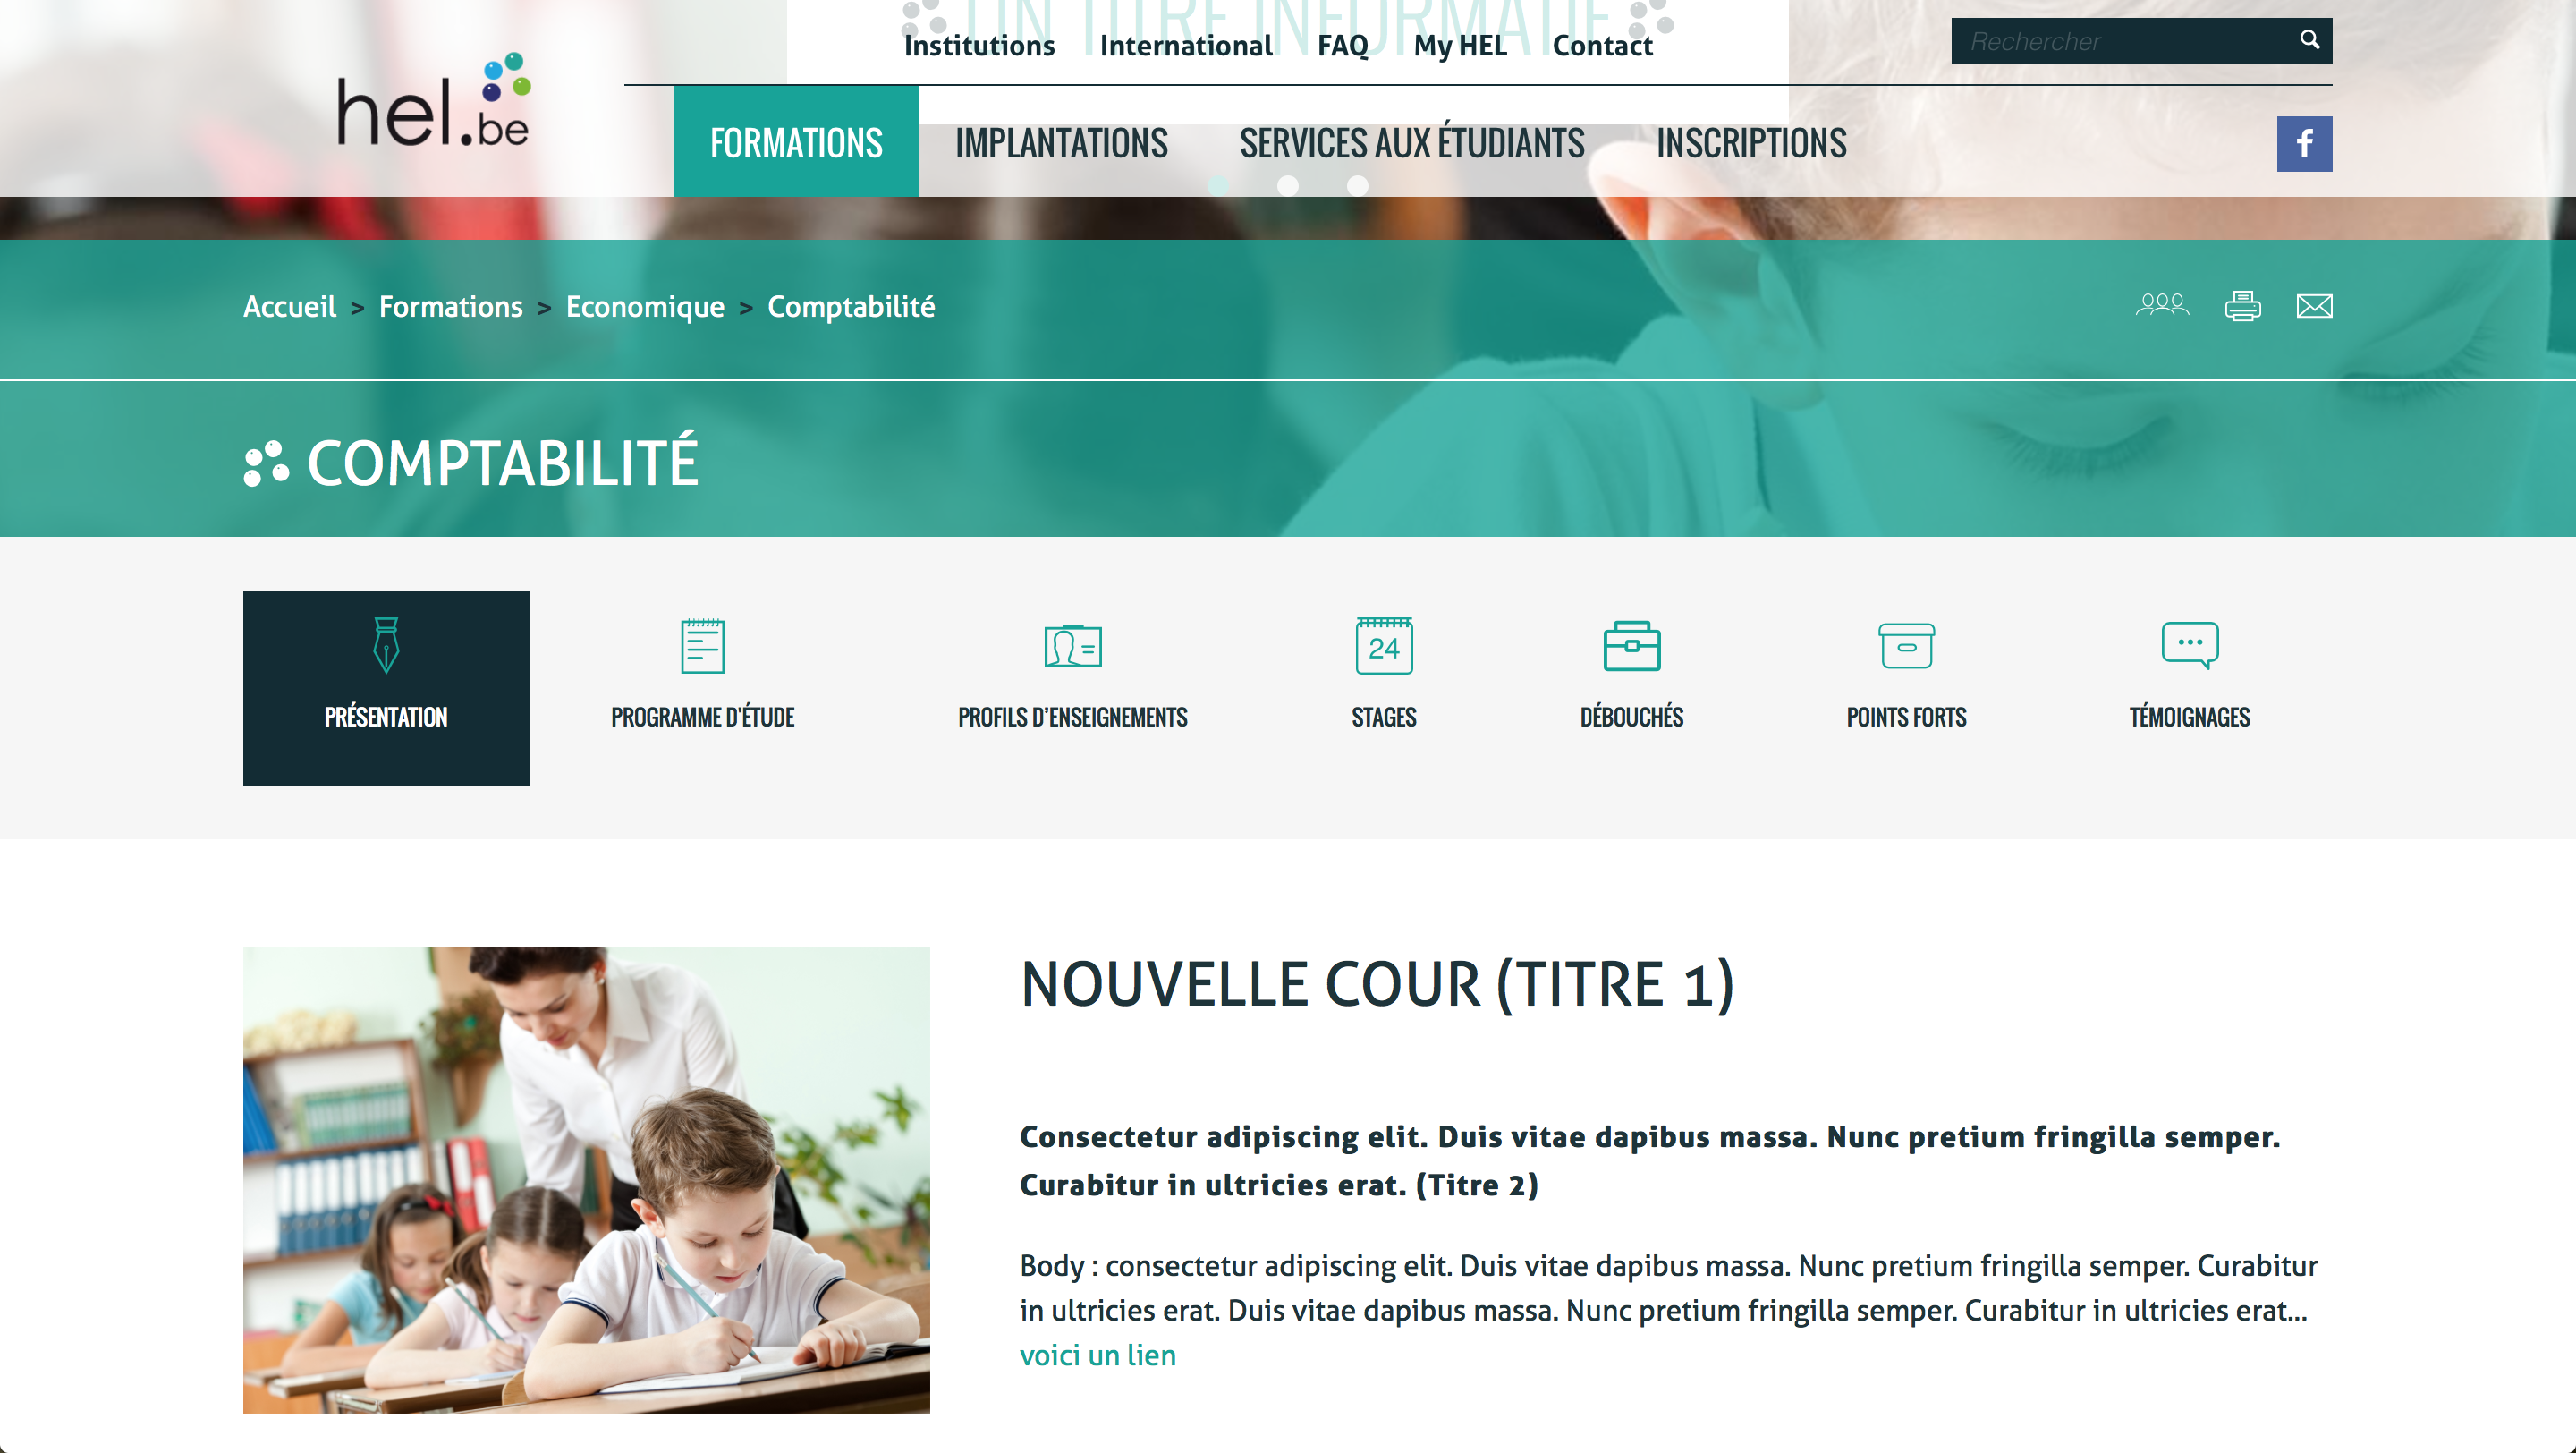 UN TITRE INFORMATIF
Institutions International FAQ My HEL Contact
Rechercher
hel.be
FORMATIONS IMPLANTATIONS SERVICES AUX ÉTUDIANTS INSCRIPTIONS
f
Accueil > Formations > Economique > Comptabilité
COMPTABILITÉ
24
PRÉSENTATION PROGRAMME D'ÉTUDE PROFILS D’ENSEIGNEMENTS STAGES DÉBOUCHÉS POINTS FORTS TÉMOIGNAGES
NOUVELLE COUR (TITRE 1)
Consectetur adipiscing elit. Duis vitae dapibus massa. Nunc pretium fringilla semper.
Curabitur in ultricies erat. (Titre 2)
Body : consectetur adipiscing elit. Duis vitae dapibus massa. Nunc pretium fringilla semper. Curabitur
in ultricies erat. Duis vitae dapibus massa. Nunc pretium fringilla semper. Curabitur in ultricies erat...
voici un lien